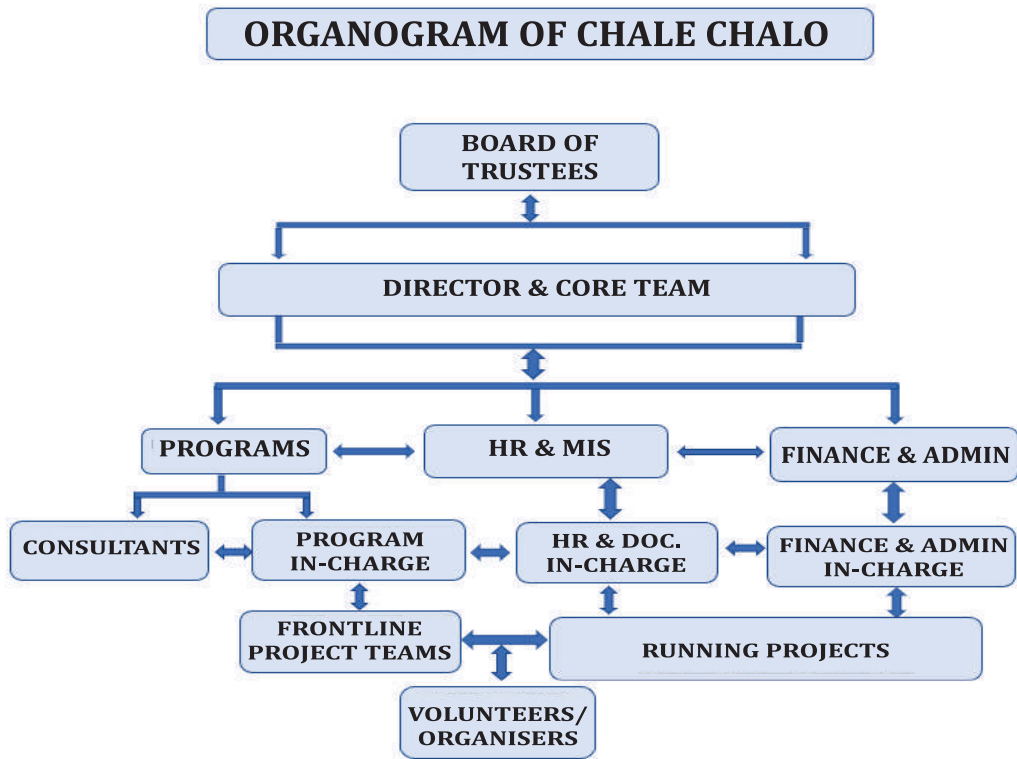 ORGANOGRAM OF CHALE CHALO
BOARD OF
TRUSTEES
DIRECTOR & CORE TEAM
PROGRAMS
HR & MIS
FINANCE & ADMIN
CONSULTANTS
PROGRAM
IN-CHARGE
HR & DOC.
IN-CHARGE
FINANCE & ADMIN
IN-CHARGE
FRONTLINE
PROJECT TEAMS
RUNNING PROJECTS
VOLUNTEERS/
ORGANISERS